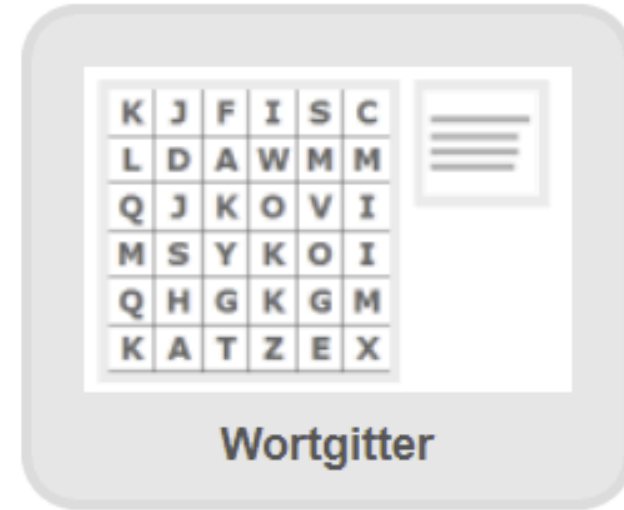 K J F I S C
L D A W M M
Q J K O V I
M S Y K O I
Q H G K G M
K A T Z E X
Wortgitter